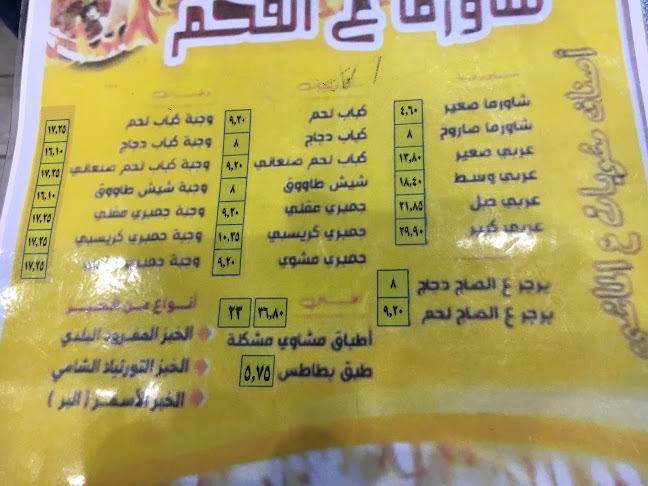 شاورما ع الفحم
شاورما صغير ٤,٦٠
شاورما صاروخ ٨
عربي صغير ١٣,٨٠
عربي وسط ١٨,٤٠
عربي صل ٢١,٨٥
عربي كبير ٢٩,٩٠
برجر ع الصاج دجاج ٨
برجر ع الصاج لحم ٩,٢٠
كباب لحم ٩,٢٠
كباب دجاج ٨
كباب لحم صنعاني ٩,٢٠
شيش طاووق ٨
جمبري مقلي ٩,٢٠
جمبري كريسبي ١٠,٣٥
جمبري مشوي ٩,٢٠
٣٦,٨٠ ٢٣
أطباق مشاوي مشكلة
طبق بطاطس ٥,٧٥
وجبة كباب لحم ١٧,٢٥
وجبة كباب دجاج ١٦,١٠
وجبة كباب لحم صنعاني ١٧,٢٥
وجبة شيش طاووق ١٦,١٠
وجبة جمبري مقلي ١٧,٢٥
وجبة جمبري كريسبي ١٧,٢٥
وجبة جمبري ١٧,٢٥
أنواع من الخبز
الخبز المفرود البلدي
الخبز التورتيلا الشامي
الخبز الأسمر ( البر )